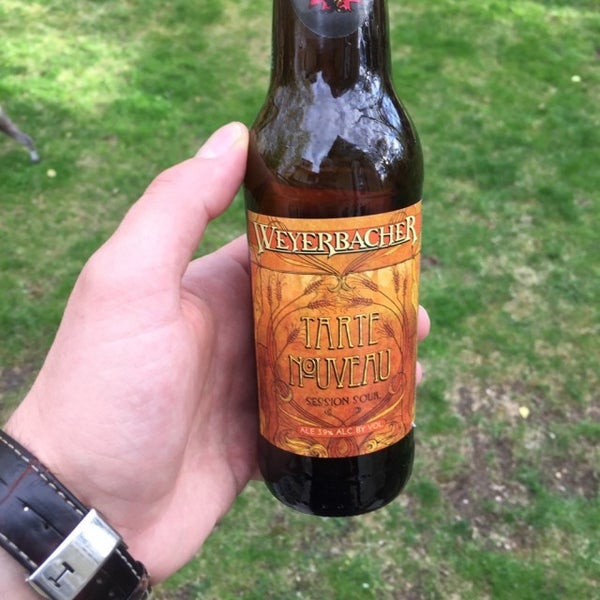 WEYERBACHER
TARTE
NOUVEAU
SESSION SOUR
ALE 3.9% ALC. BY VOL.
H